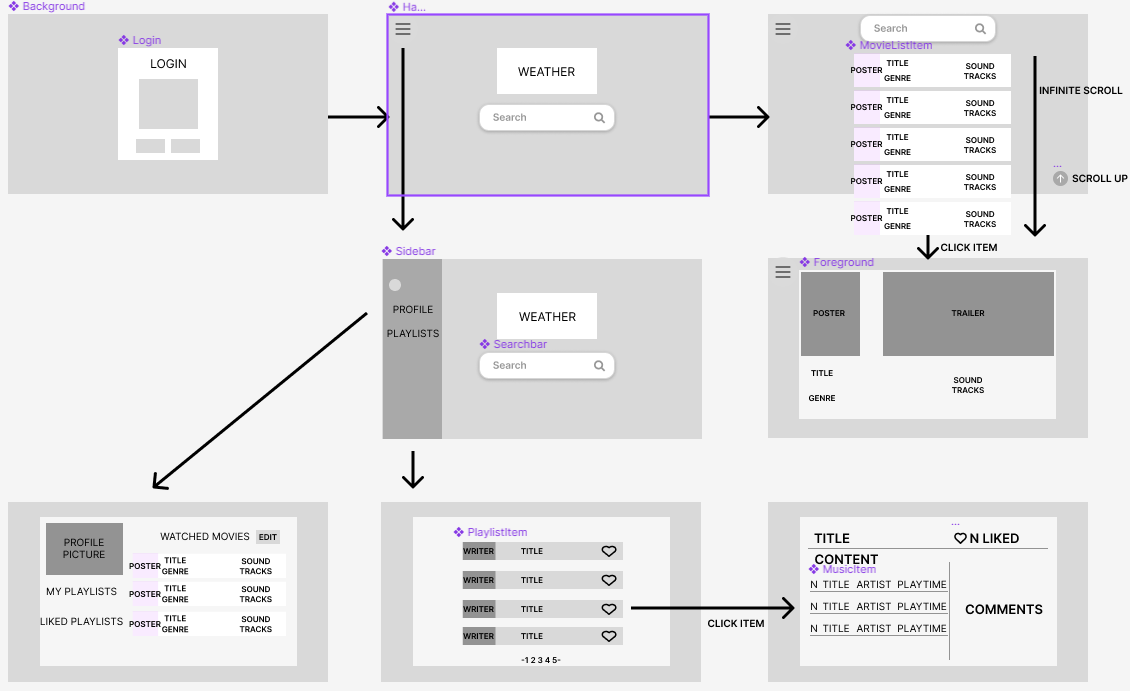 Background
Login
LOGIN
Ha...
WEATHER
Search
Search
MovieListItem
POSTER
TITLE
GENRE
SOUND
TRACKS
POSTER
TITLE
GENRE
SOUND
TRACKS
POSTER
TITLE
GENRE
SOUND
TRACKS
POSTER
TITLE
GENRE
SOUND
TRACKS
POSTER
TITLE
GENRE
SOUND
TRACKS
INFINITE SCROLL
...
SCROLL UP
CLICK ITEM
Sidebar
PROFILE
PLAYLISTS
WEATHER
Searchbar
Search
Foreground
POSTER
TRAILER
TITLE
GENRE
SOUND
TRACKS
PROFILE
PICTURE
MY PLAYLISTS
LIKED PLAYLISTS
WATCHED MOVIES
EDIT
POSTER
TITLE
GENRE
SOUND
TRACKS
POSTER
TITLE
GENRE
SOUND
TRACKS
POSTER
TITLE
GENRE
SOUND
TRACKS
PlaylistItem
WRITER TITLE
WRITER TITLE
WRITER TITLE
WRITER TITLE
-1 2 3 4 5-
CLICK ITEM
...
TITLE
N LIKED
CONTENT
MusicItem
N TITLE ARTIST PLAYTIME
N TITLE ARTIST PLAYTIME
N TITLE ARTIST PLAYTIME
COMMENTS